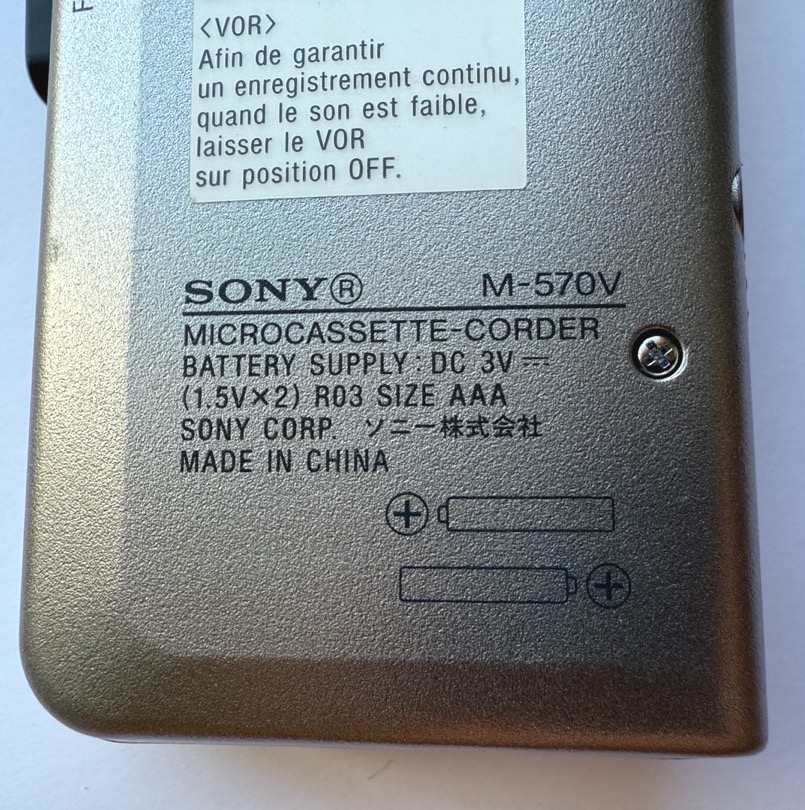 <VOR>
Afin de garantir
un enregistrement continu,
quand le son est faible,
laisser le VOR
sur position OFF.
SONY® M-570V
MICROCASSETTE-CORDER
BATTERY SUPPLY : DC 3V ⎓
(1.5V×2) R03 SIZE AAA
SONY CORP. ソニー株式会社
MADE IN CHINA